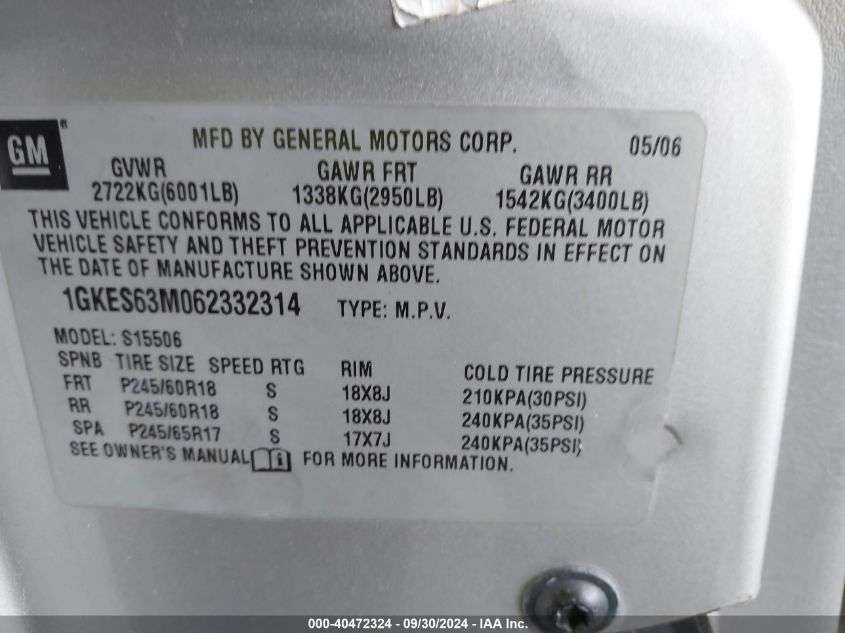 GM®
MFD BY GENERAL MOTORS CORP. 05/06
GVWR GAWR FRT GAWR RR
2722KG(6001LB) 1338KG(2950LB) 1542KG(3400LB)
THIS VEHICLE CONFORMS TO ALL APPLICABLE U.S. FEDERAL MOTOR
VEHICLE SAFETY AND THEFT PREVENTION STANDARDS IN EFFECT ON
THE DATE OF MANUFACTURE SHOWN ABOVE.
1GKES63M062332314 TYPE: M.P.V.
MODEL: S15506
SPNB TIRE SIZE SPEED RTG RIM COLD TIRE PRESSURE
FRT P245/60R18 S 18X8J 210KPA(30PSI)
RR P245/60R18 S 18X8J 240KPA(35PSI)
SPA P245/65R17 S 17X7J 240KPA(35PSI)
SEE OWNER'S MANUAL FOR MORE INFORMATION.
000-40472324 - 09/30/2024 - IAA Inc.